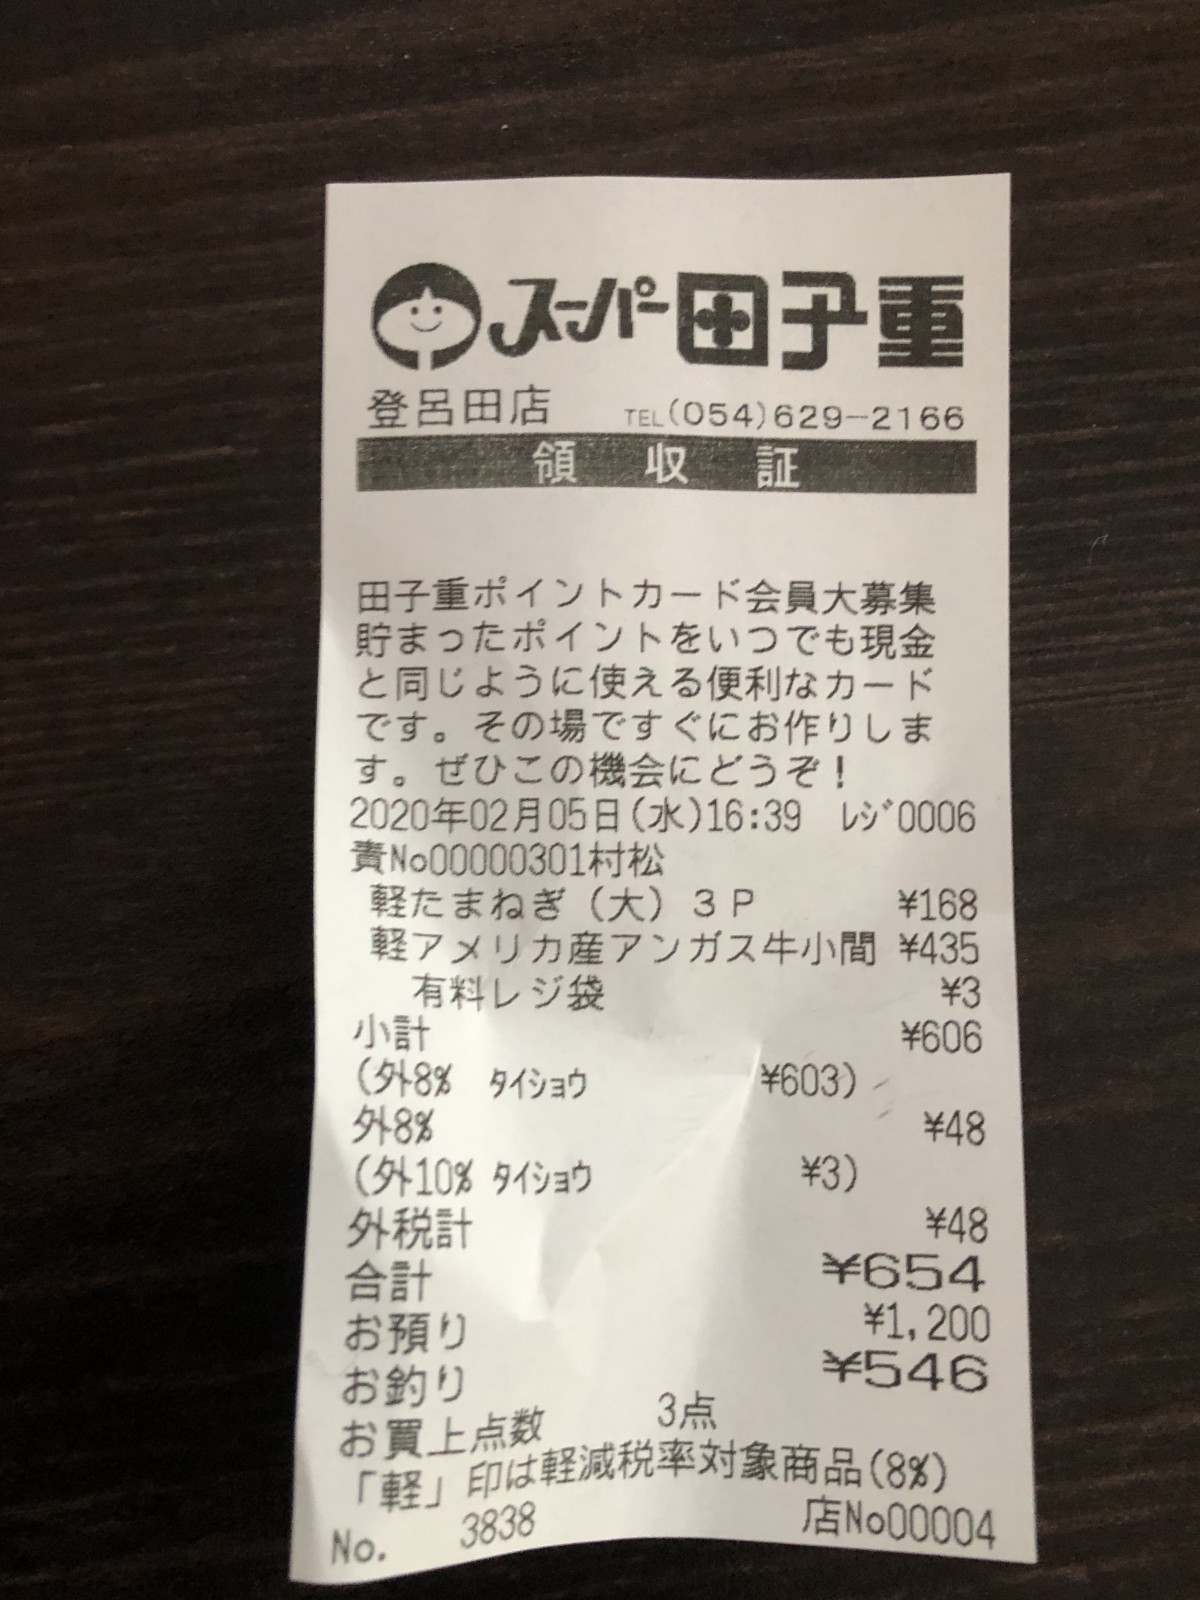 スーパー田子重
登呂田店 TEL(054)629-2166
領収証
田子重ポイントカード会員大募集
貯まったポイントをいつでも現金
と同じように使える便利なカード
です。その場ですぐにお作りしま
す。ぜひこの機会にどうぞ!
2020年02月05日(水)16:39 ﾚｼﾞ0006
責No00000301村松
軽たまねぎ(大)3P ¥168
軽アメリカ産アンガス牛小間 ¥435
有料レジ袋 ¥3
小計 ¥606
(外8% ﾀｲｼｮｳ ¥603)
外8% ¥48
(外10% ﾀｲｼｮｳ ¥3)
外税計 ¥48
合計 ¥654
お預り ¥1,200
お釣り ¥546
お買上点数 3点
「軽」印は軽減税率対象商品(8%)
No. 3838 店No00004